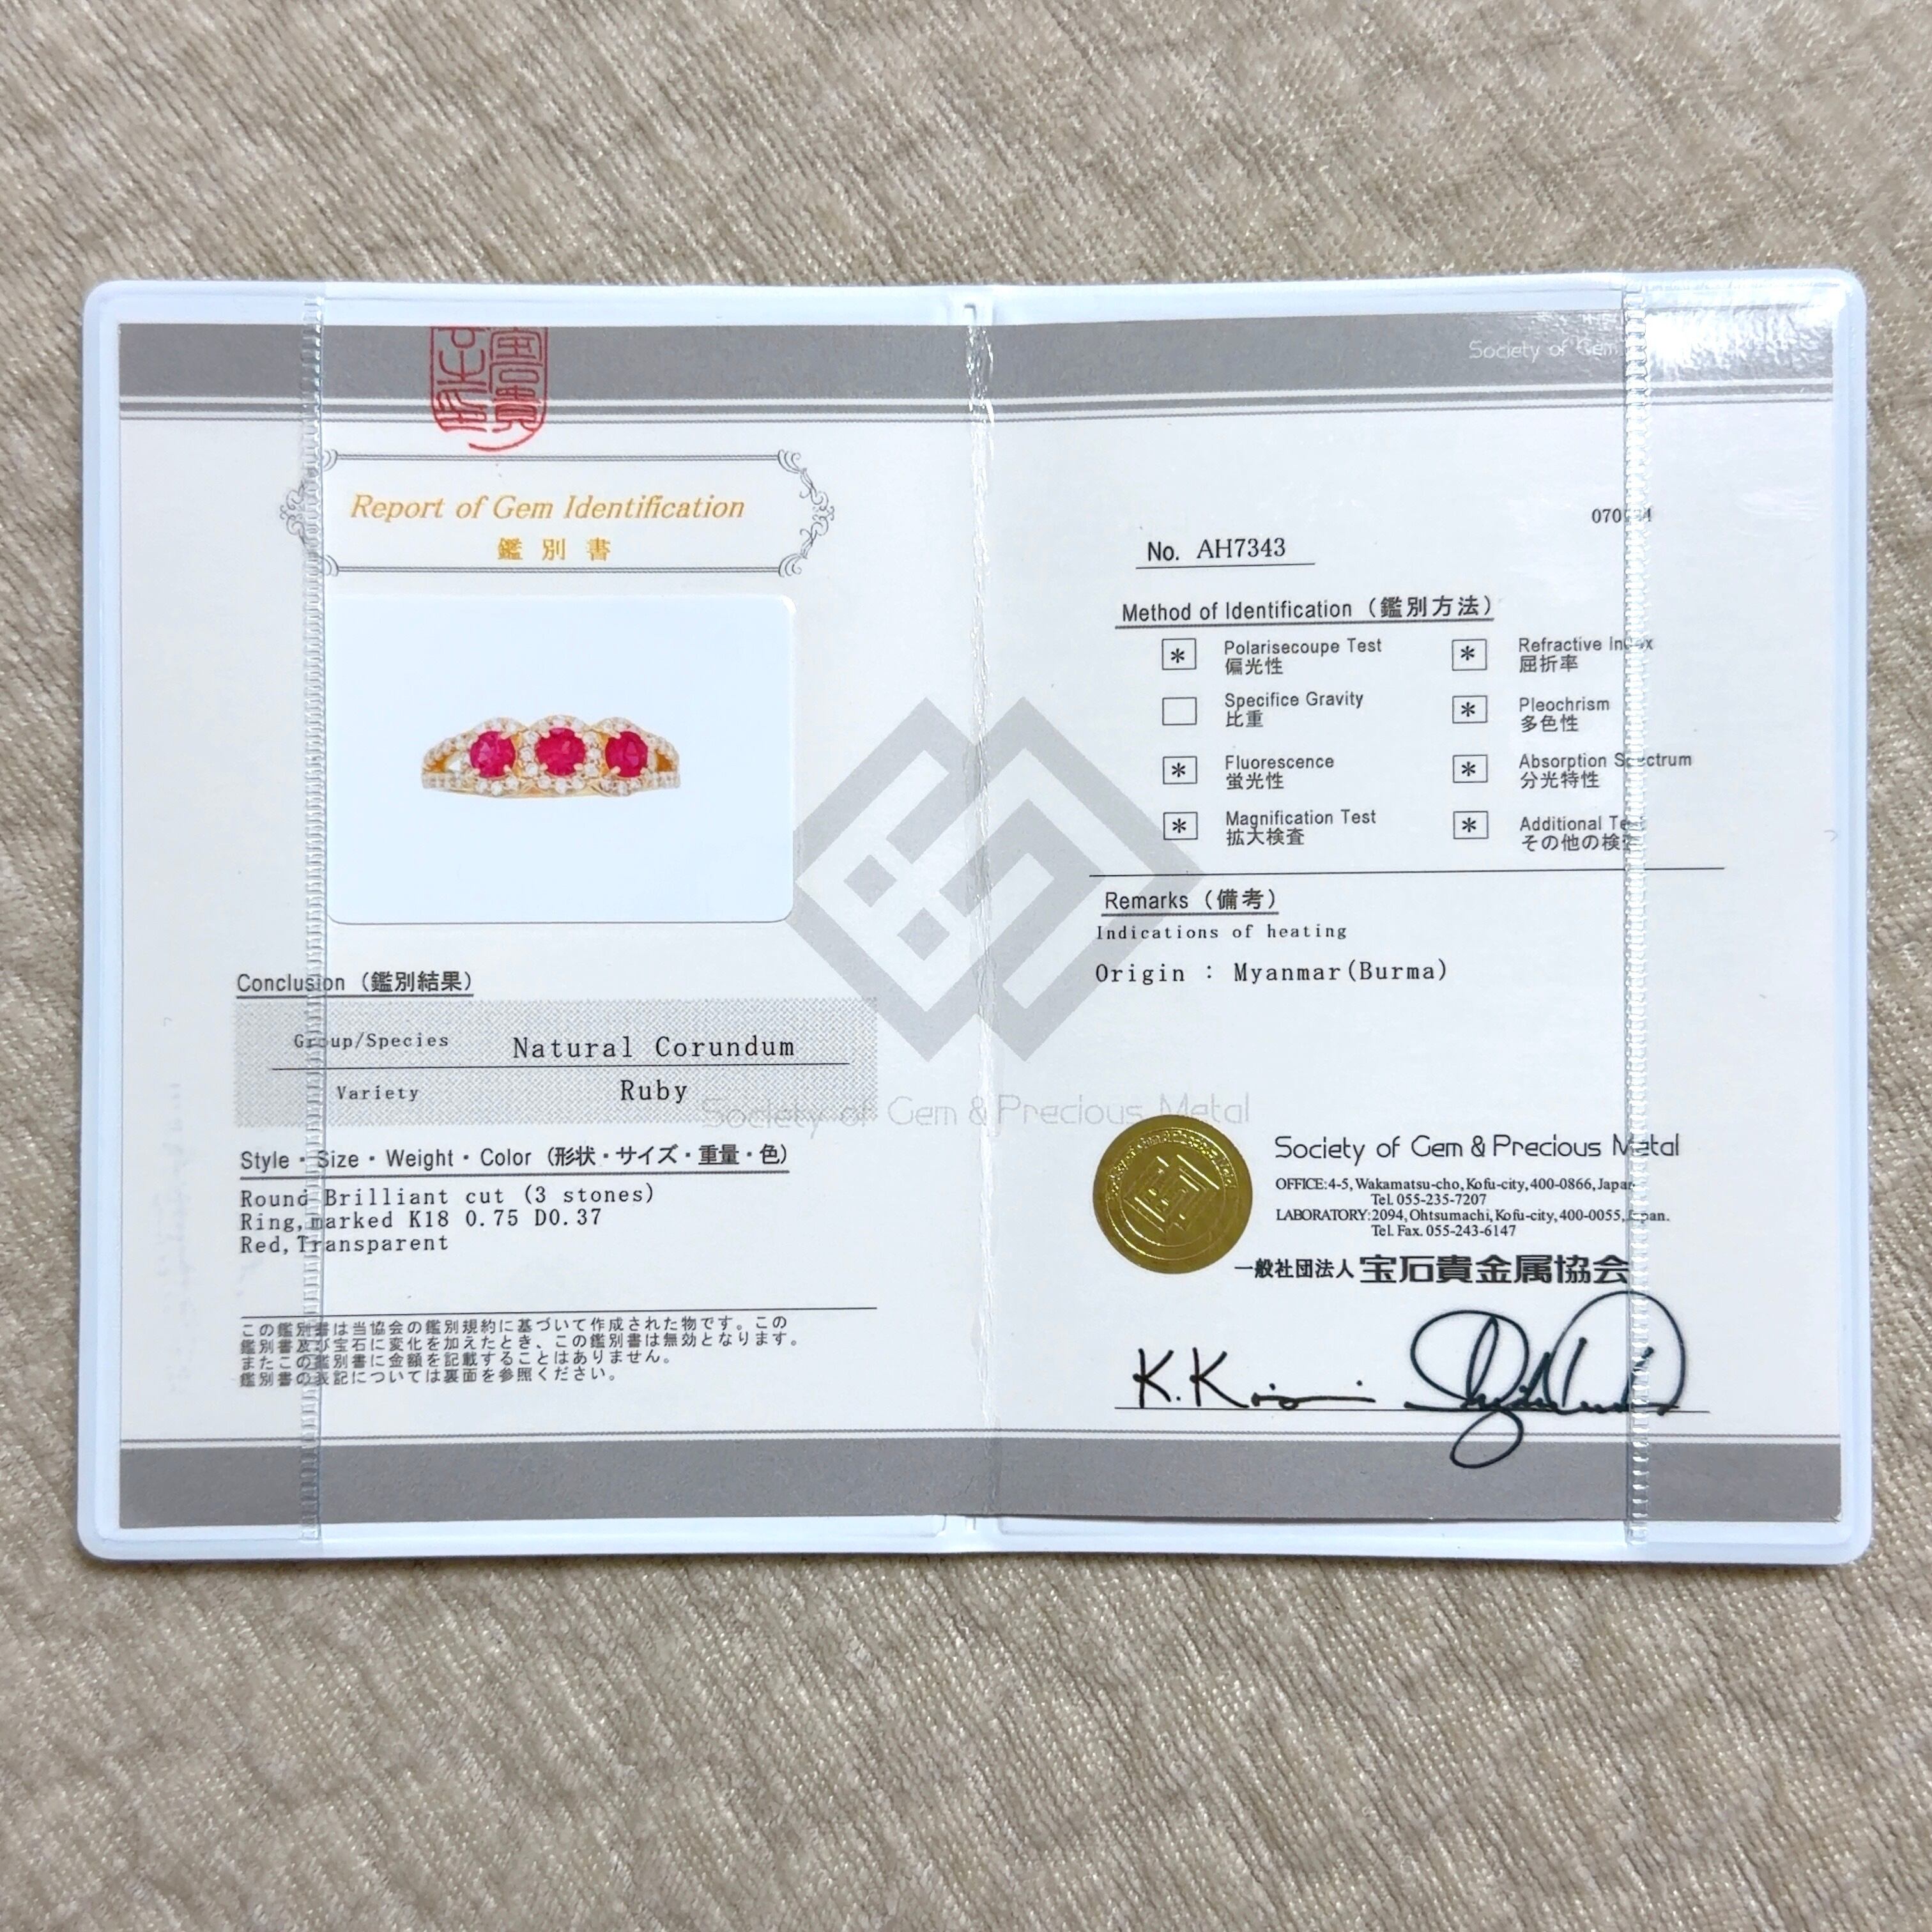 Society of Gem
Report of Gem Identification
鑑別書
No. AH7343
Method of Identification（鑑別方法）
* Polarisecoupe Test
偏光性
* Refractive Index
屈折率
Specifice Gravity
比重
* Pleochrism
多色性
* Fluorescence
蛍光性
* Absorption Spectrum
分光特性
* Magnification Test
拡大検査
* Additional Test
その他の検査
Remarks（備考）
Indications of heating
Origin : Myanmar(Burma)
Conclusion（鑑別結果）
Group/Species Natural Corundum
Variety Ruby
Society of Gem & Precious Metal
Style・Size・Weight・Color（形状・サイズ・重量・色）
Round Brilliant cut (3 stones)
Ring,marked K18 0.75 D0.37
Red,Transparent
この鑑別書は当協会の鑑別規約に基づいて作成された物です。この
鑑別書及び宝石に変化を加えたとき、この鑑別書は無効となります。
またこの鑑別書に金額を記載することはありません。
鑑別書の表記については裏面を参照ください。
Society of Gem & Precious Metal
OFFICE:4-5, Wakamatsu-cho, Kofu-city, 400-0866, Japan
Tel. 055-235-7207
LABORATORY:2094, Ohtsumachi, Kofu-city, 400-0055, Japan.
Tel. Fax. 055-243-6147
一般社団法人 宝石貴金属協会